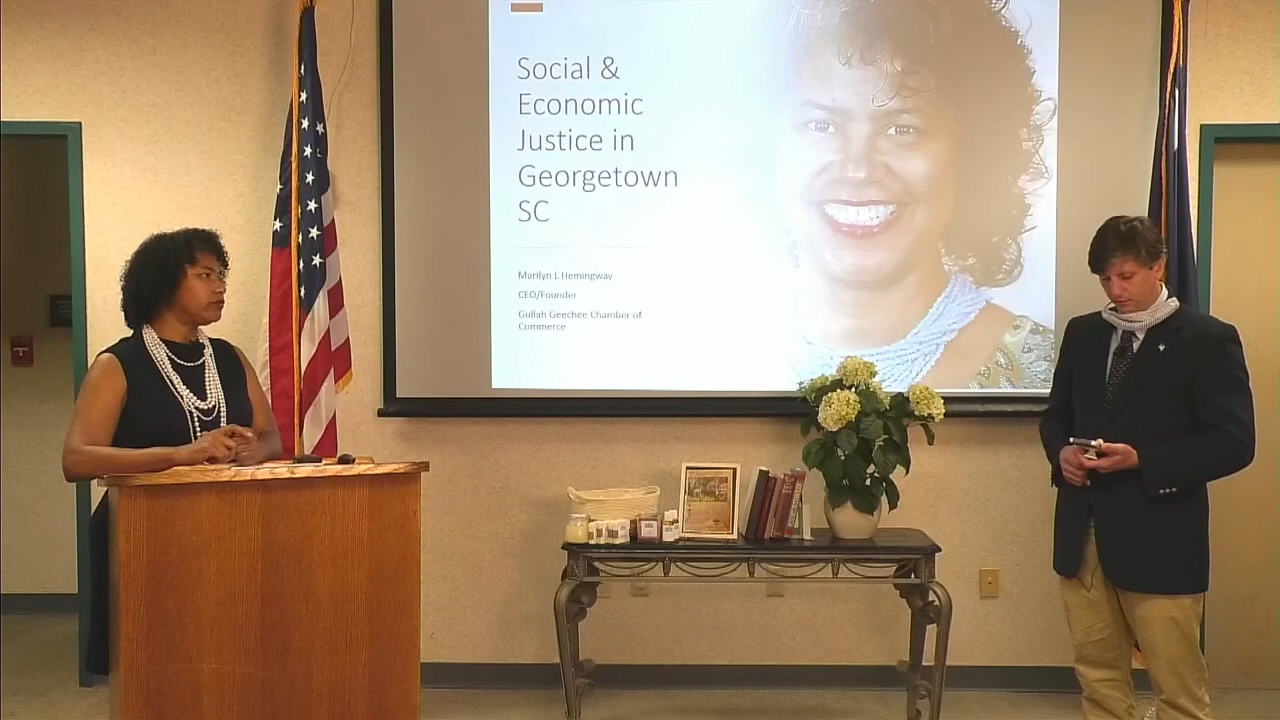 Social &
Economic
Justice in
Georgetown
SC
Marilyn L Hemingway
CEO/Founder
Gullah Geechee Chamber of
Commerce